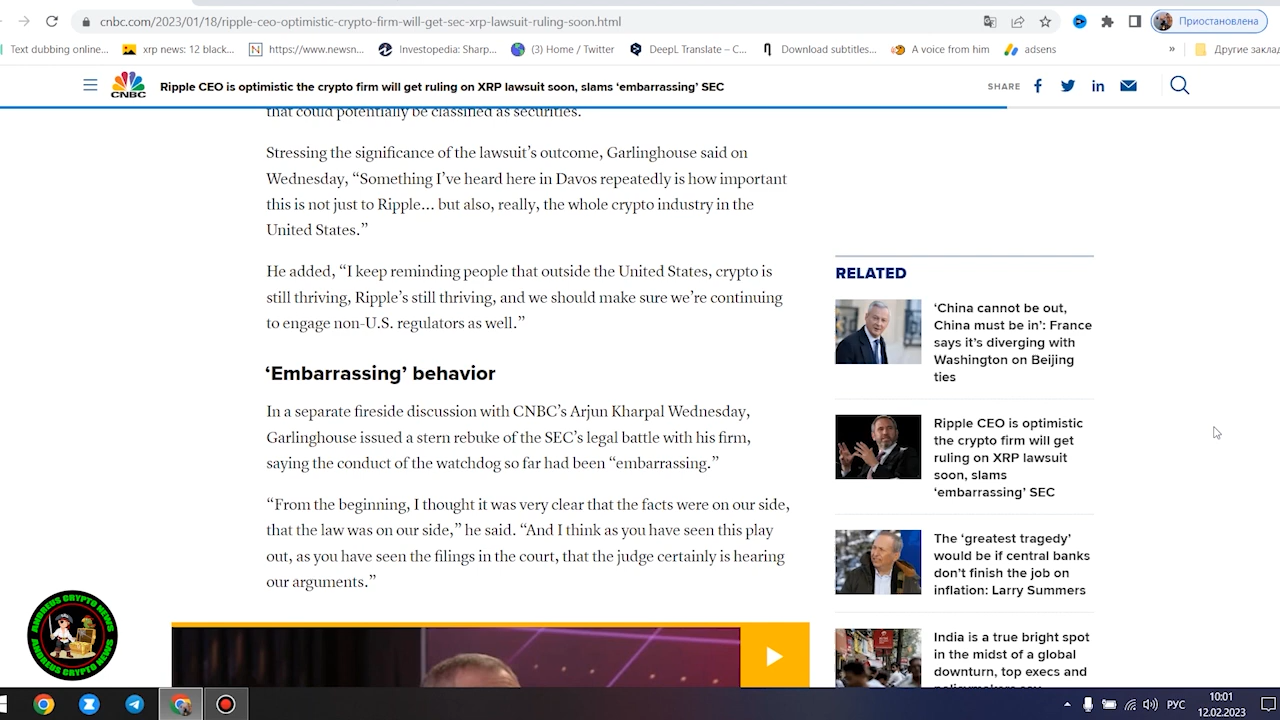 cnbc.com/2023/01/18/ripple-ceo-optimistic-crypto-firm-will-get-sec-xrp-lawsuit-ruling-soon.html
Приостановлена
Text dubbing online...
xrp news: 12 black...
https://www.newsn...
Investopedia: Sharp...
(3) Home / Twitter
DeepL Translate – C...
Download subtitles...
A voice from him
adsens
»
Другие закла
CNBC
Ripple CEO is optimistic the crypto firm will get ruling on XRP lawsuit soon, slams ‘embarrassing’ SEC
SHARE
that could potentially be classified as securities.
Stressing the significance of the lawsuit’s outcome, Garlinghouse said on
Wednesday, “Something I’ve heard here in Davos repeatedly is how important
this is not just to Ripple… but also, really, the whole crypto industry in the
United States.”
He added, “I keep reminding people that outside the United States, crypto is
still thriving, Ripple’s still thriving, and we should make sure we’re continuing
to engage non-U.S. regulators as well.”
‘Embarrassing’ behavior
In a separate fireside discussion with CNBC’s Arjun Kharpal Wednesday,
Garlinghouse issued a stern rebuke of the SEC’s legal battle with his firm,
saying the conduct of the watchdog so far had been “embarrassing.”
“From the beginning, I thought it was very clear that the facts were on our side,
that the law was on our side,” he said. “And I think as you have seen this play
out, as you have seen the filings in the court, that the judge certainly is hearing
our arguments.”
RELATED
‘China cannot be out,
China must be in’: France
says it’s diverging with
Washington on Beijing
ties
Ripple CEO is optimistic
the crypto firm will get
ruling on XRP lawsuit
soon, slams
‘embarrassing’ SEC
The ‘greatest tragedy’
would be if central banks
don’t finish the job on
inflation: Larry Summers
India is a true bright spot
in the midst of a global
downturn, top execs and
policymakers say
ANDREUS CRYPTO NEWS
ANDREUS CRYPTO NEWS
РУС
10:01
12.02.2023